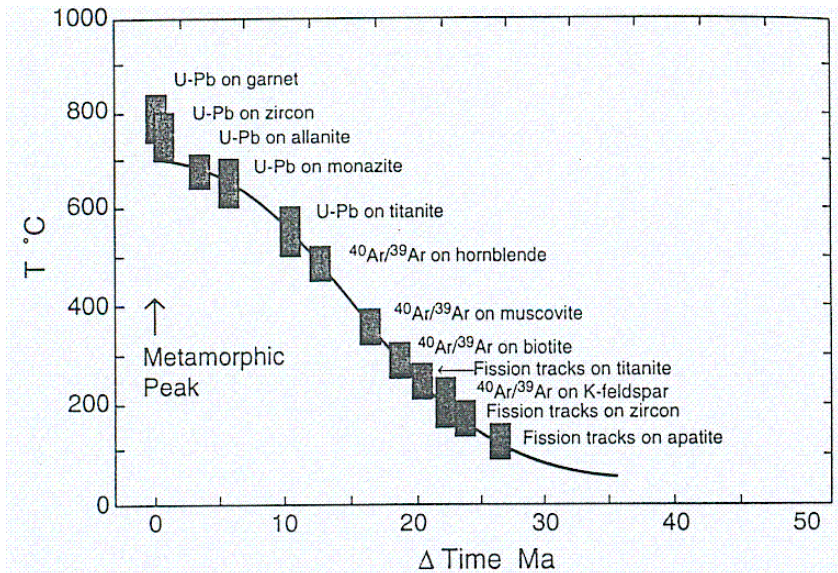 1000
800
600
400
200
0
T °C
U-Pb on garnet
U-Pb on zircon
U-Pb on allanite
U-Pb on monazite
U-Pb on titanite
⁴⁰Ar/³⁹Ar on hornblende
⁴⁰Ar/³⁹Ar on muscovite
⁴⁰Ar/³⁹Ar on biotite
←Fission tracks on titanite
⁴⁰Ar/³⁹Ar on K-feldspar
Fission tracks on zircon
Fission tracks on apatite
↑
Metamorphic
Peak
0 10 20 30 40 50
Δ Time Ma